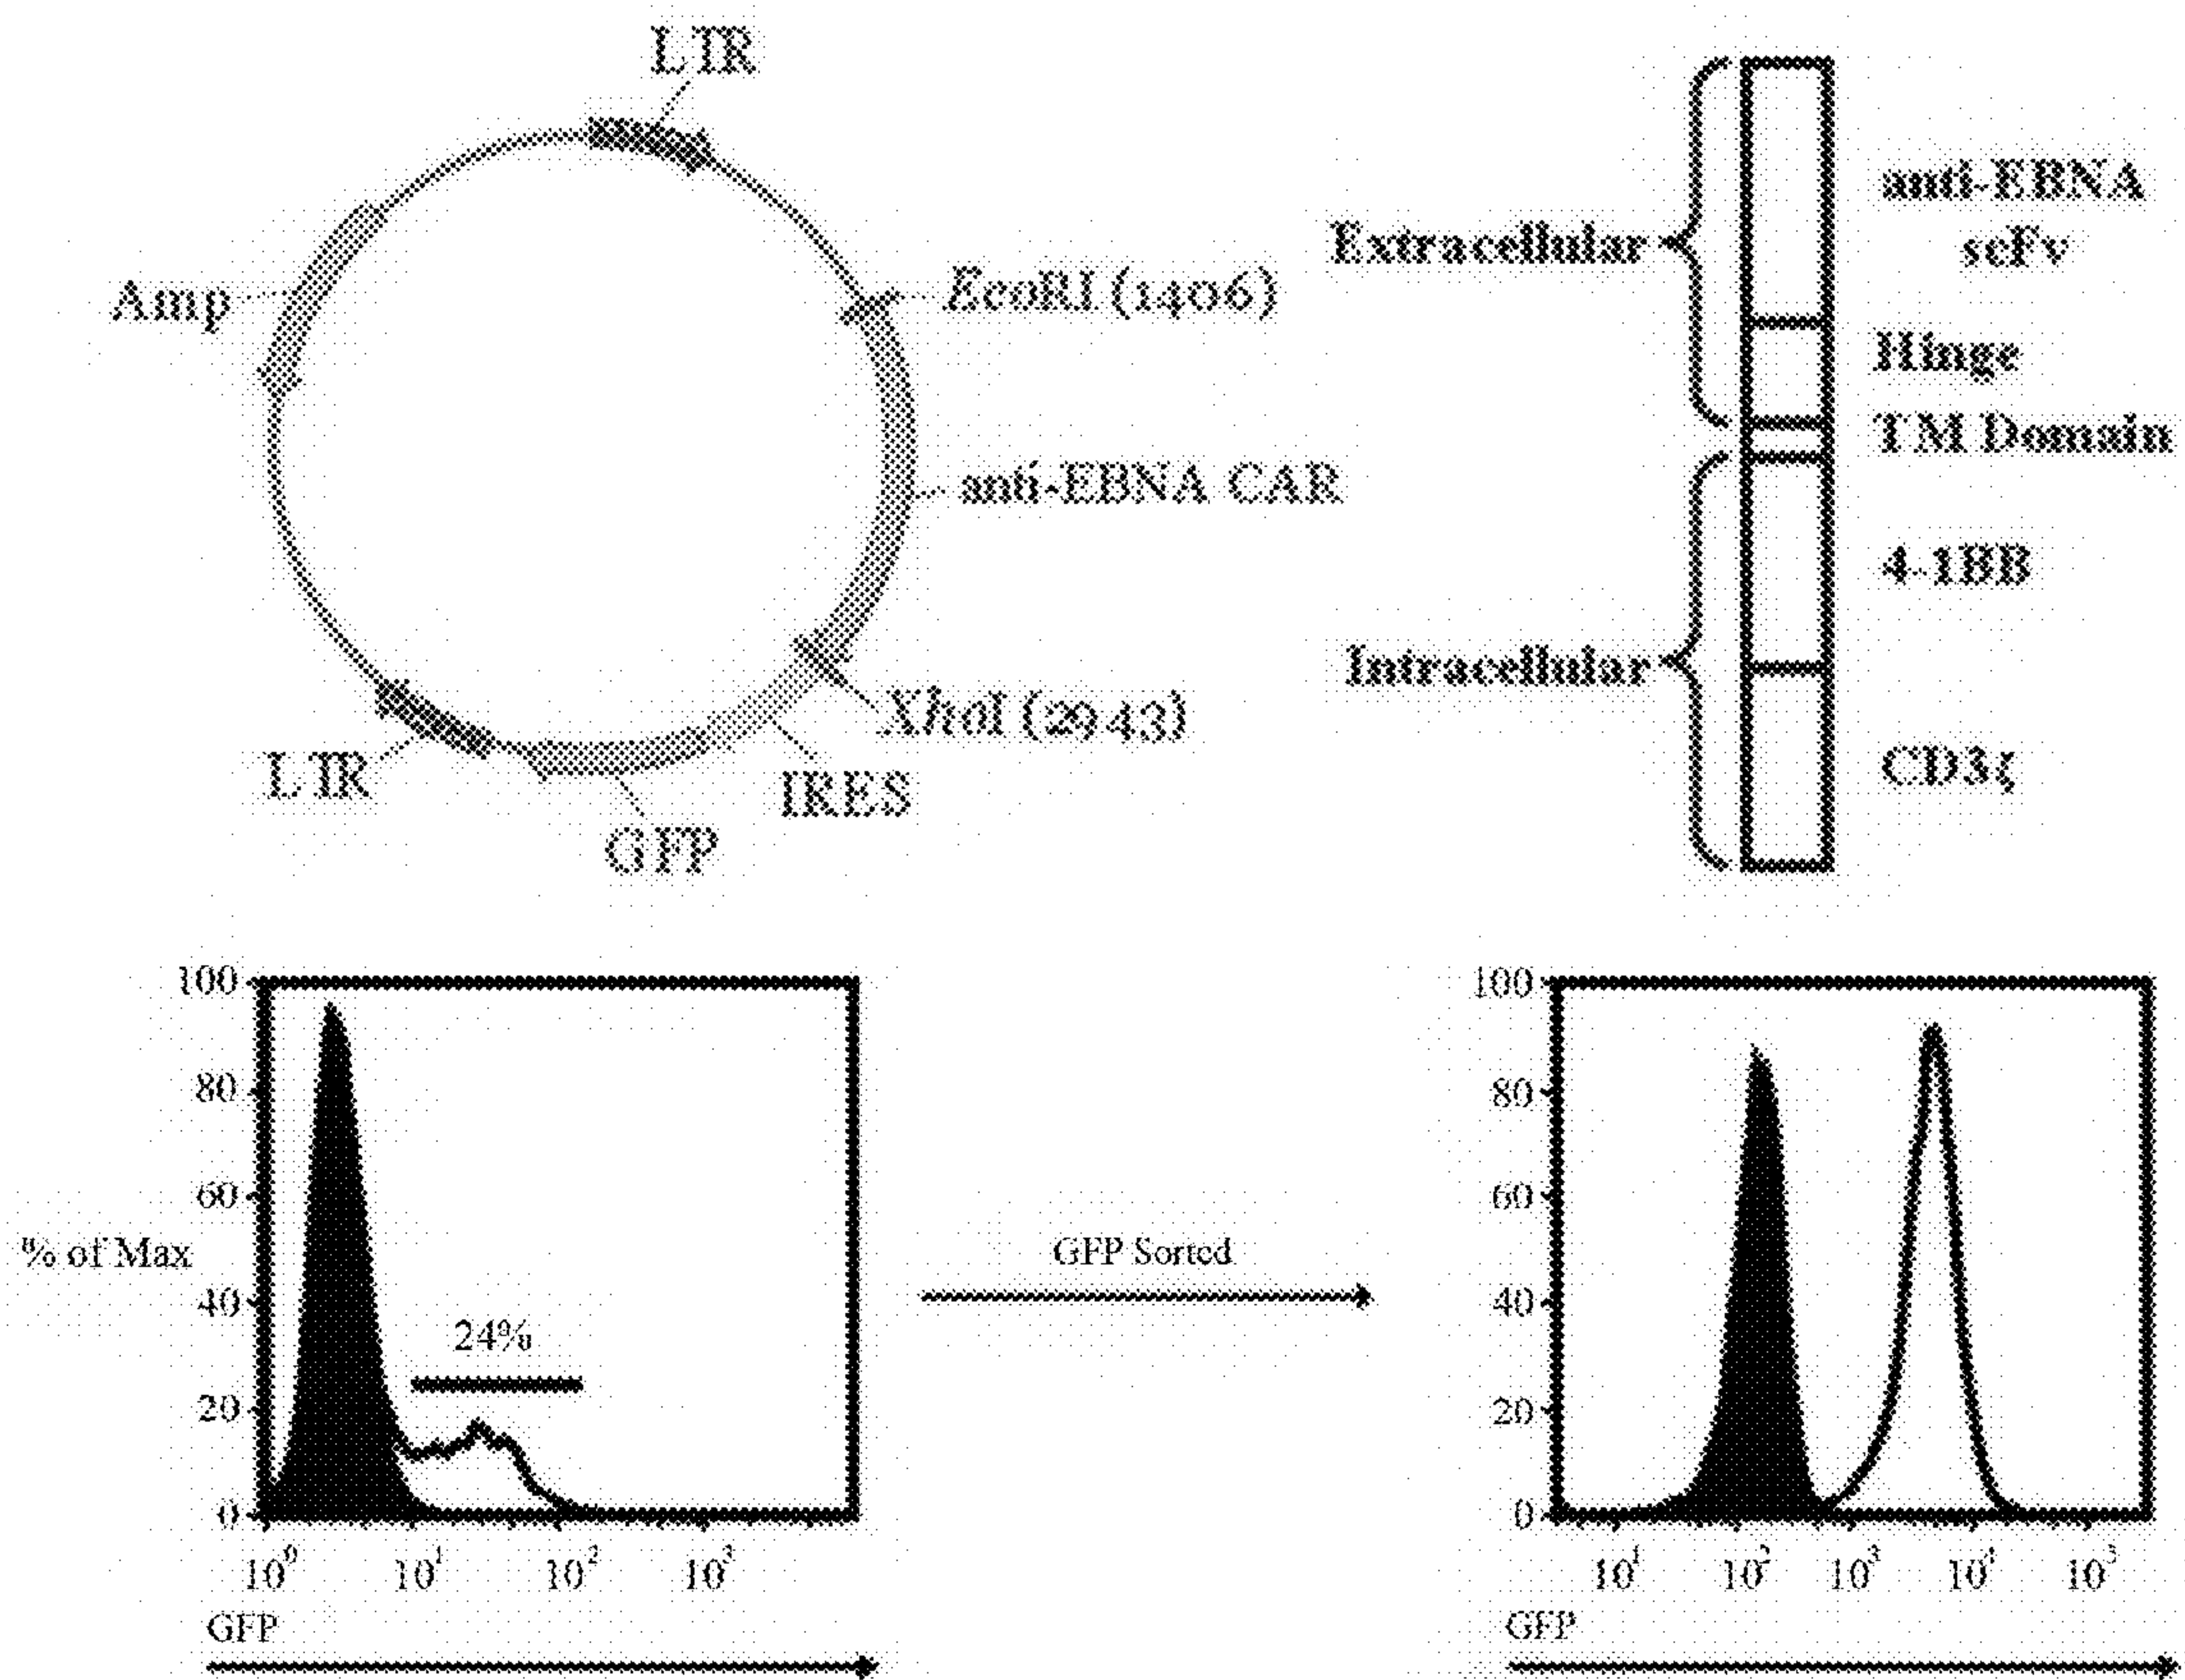 LTR
Amp
EcoRI (1406)
anti-EBNA CAR
XhoI (2943)
IRES
GFP
LTR
Extracellular
Intracellular
anti-EBNA
scFv
Hinge
TM Domain
4-1BB
CD3ζ
100
80
60
40
20
0
% of Max
24%
10⁰ 10¹ 10² 10³
GFP
GFP Sorted
100
80
60
40
20
0
10¹ 10² 10³ 10⁴ 10³
GFP